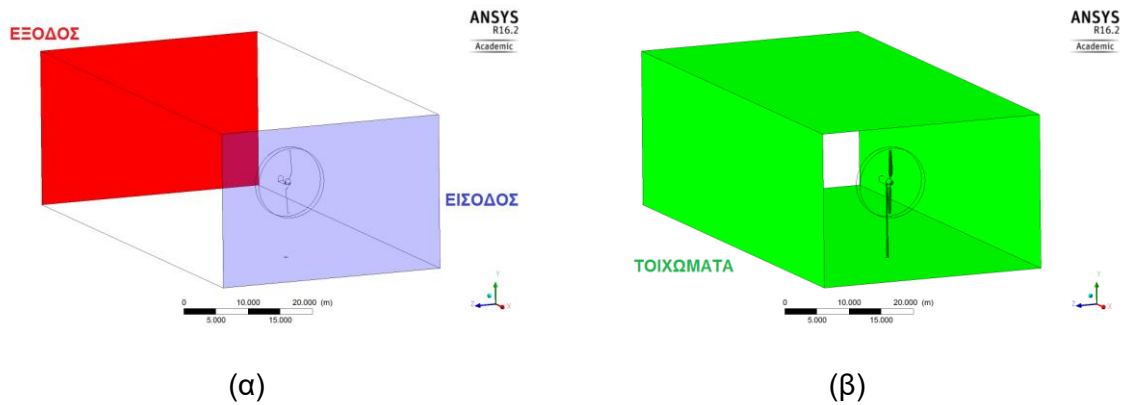 ΕΞΟΔΟΣ
ANSYS
R16.2
Academic
ΕΙΣΟΔΟΣ
0 10.000 20.000 (m)
5.000 15.000
Y
Z X
(α)
ANSYS
R16.2
Academic
ΤΟΙΧΩΜΑΤΑ
0 10.000 20.000 (m)
5.000 15.000
Y
Z X
(β)